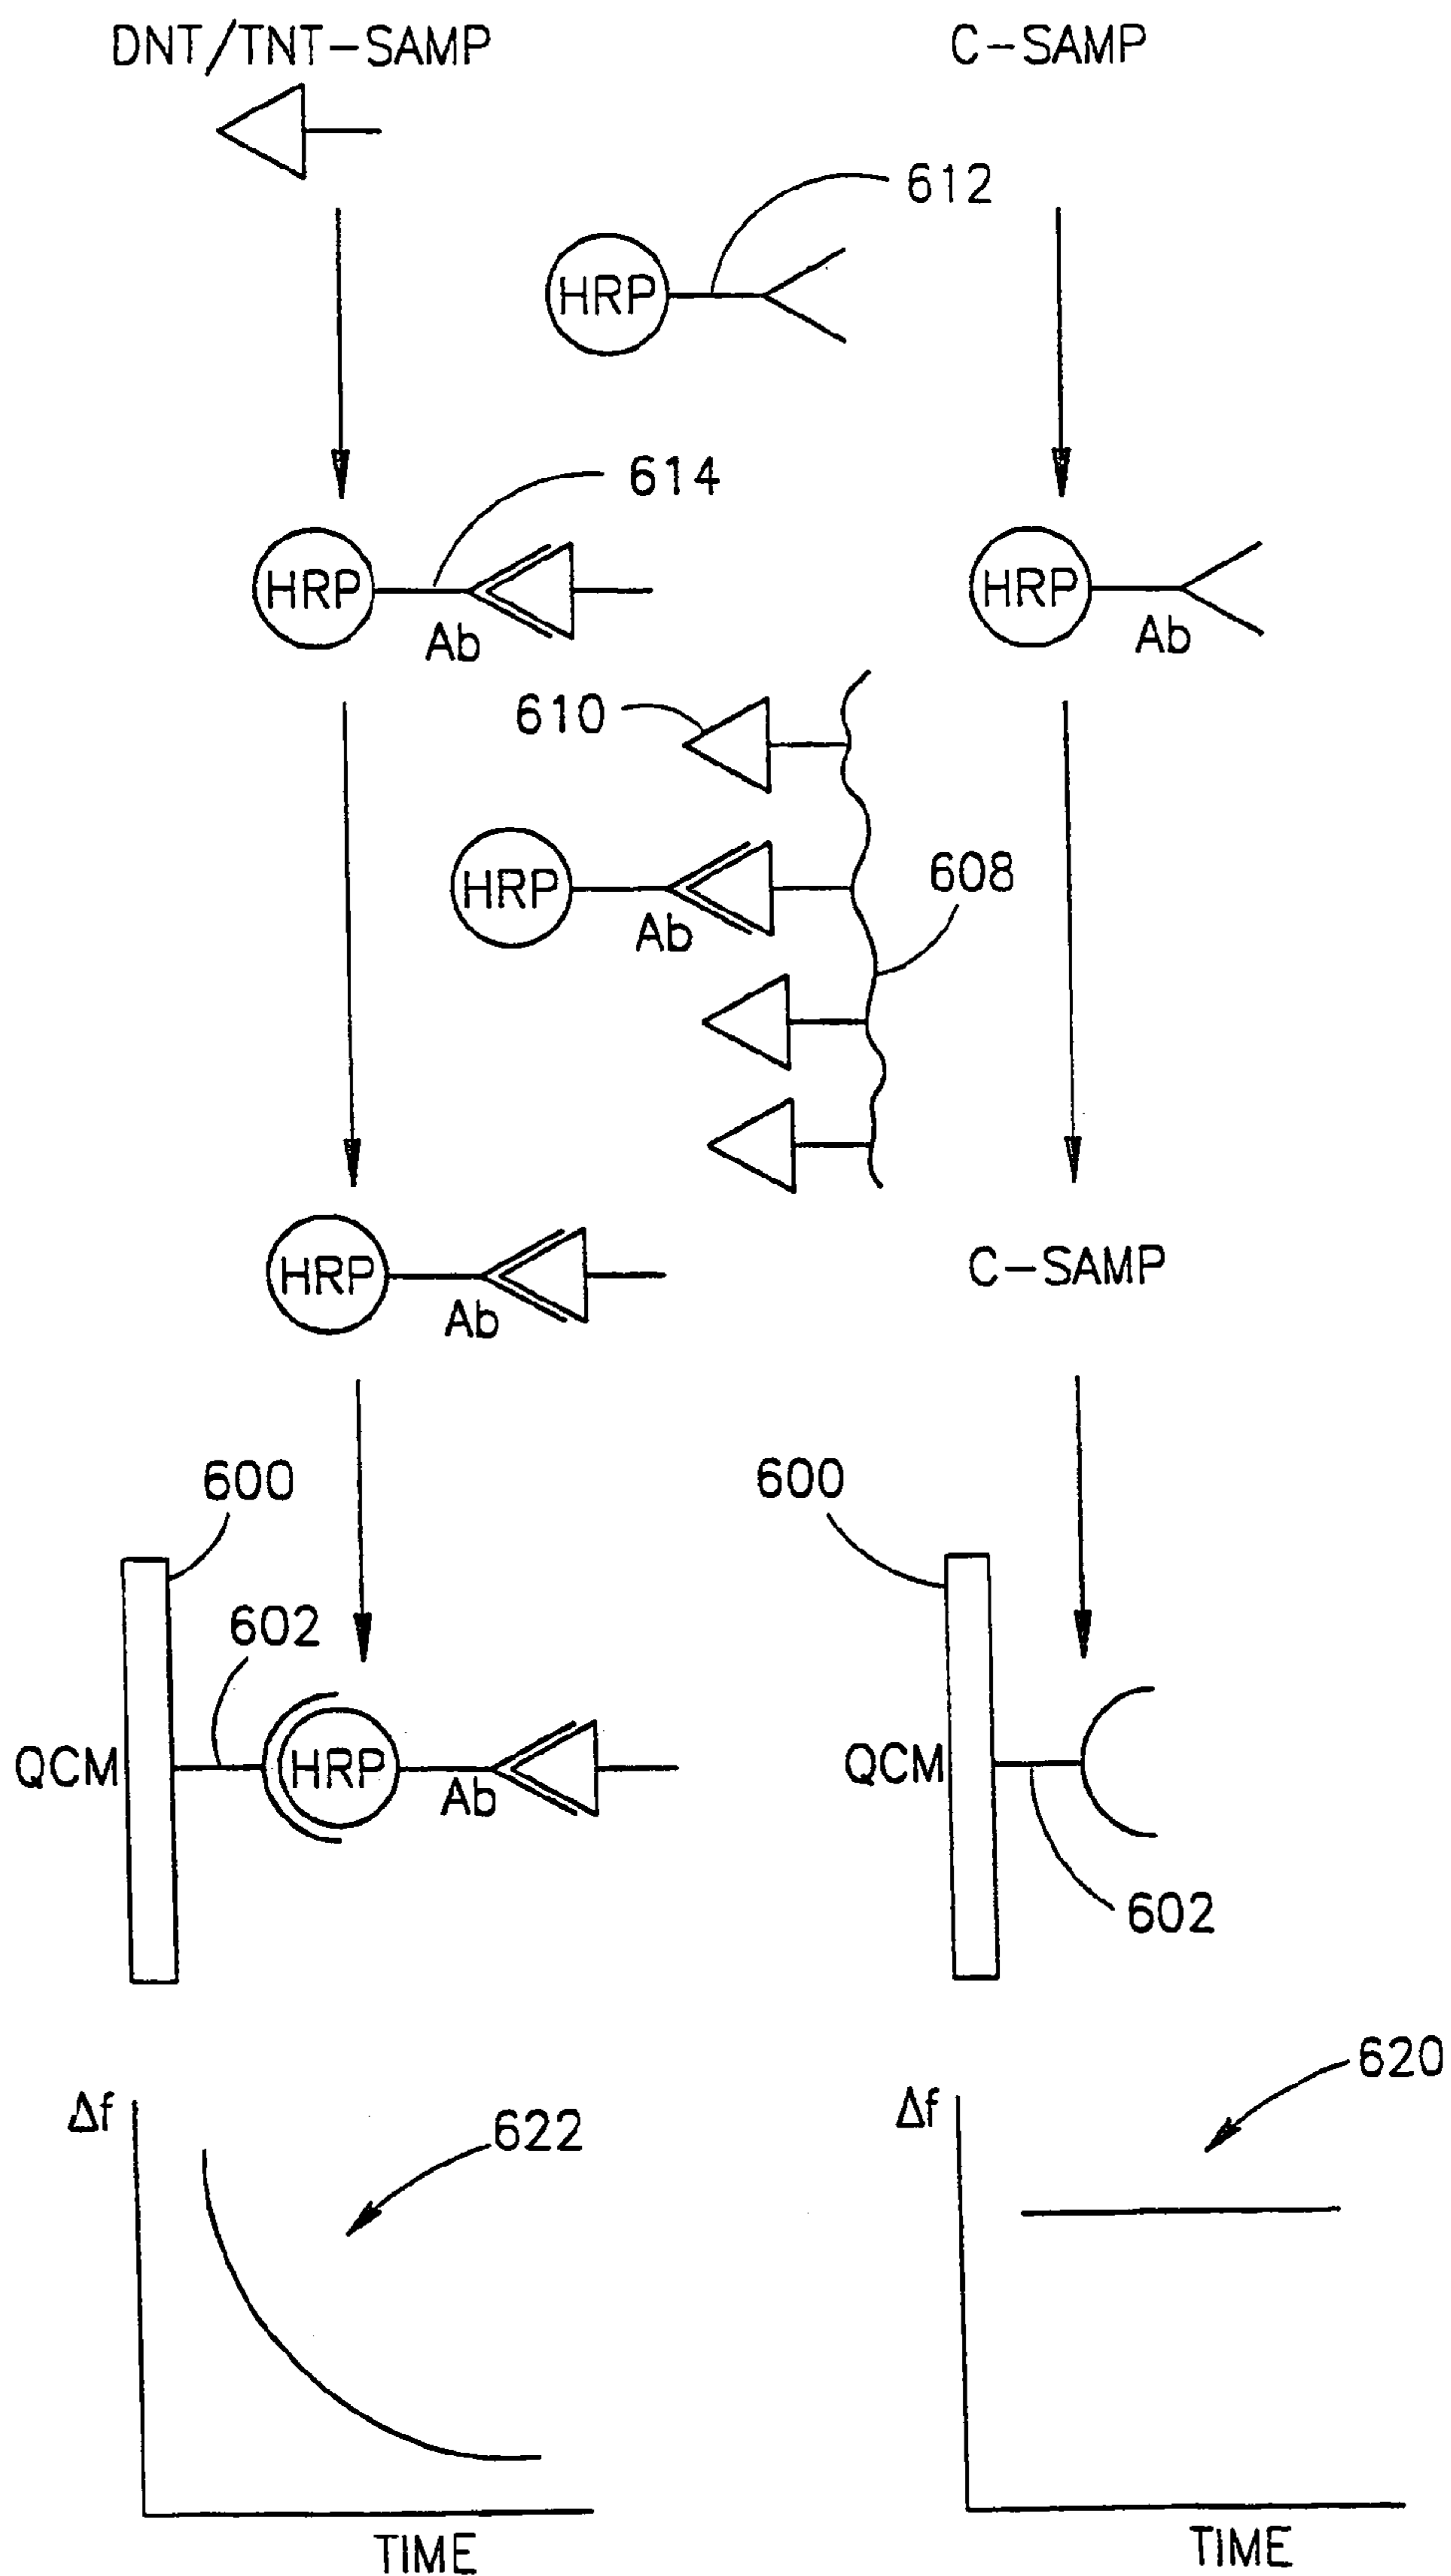 DNT/TNT-SAMP
C-SAMP
612
HRP
614
HRP
Ab
HRP
Ab
610
HRP
Ab
608
HRP
Ab
C-SAMP
600
600
602
QCM
HRP
Ab
QCM
602
620
Δf
622
Δf
TIME
TIME